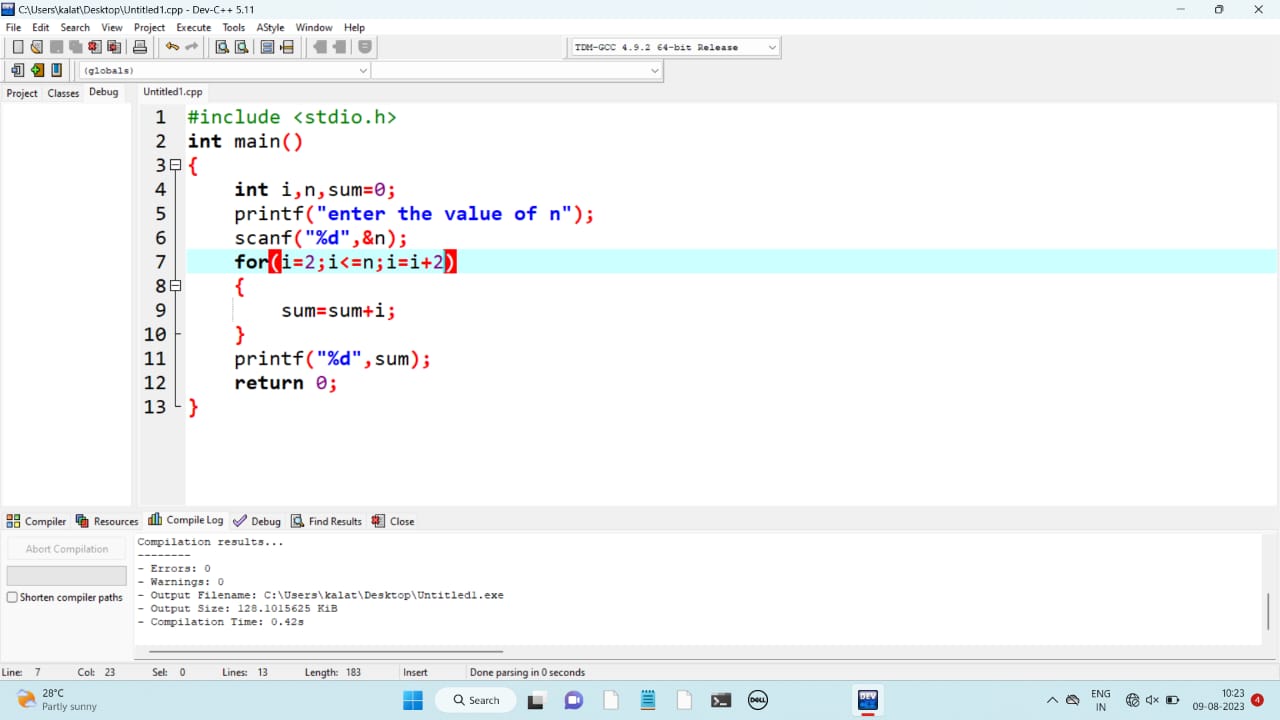 C:\Users\kalat\Desktop\Untitled1.cpp - Dev-C++ 5.11
File Edit Search View Project Execute Tools AStyle Window Help
TDM-GCC 4.9.2 64-bit Release
(globals)
Project Classes Debug Untitled1.cpp
1 #include <stdio.h>
2 int main()
3 {
4 int i,n,sum=0;
5 printf("enter the value of n");
6 scanf("%d",&n);
7 for(i=2;i<=n;i=i+2)
8 {
9 sum=sum+i;
10 }
11 printf("%d",sum);
12 return 0;
13 }
Compiler Resources Compile Log Debug Find Results Close
Abort Compilation
Shorten compiler paths
Compilation results...
--------
- Errors: 0
- Warnings: 0
- Output Filename: C:\Users\kalat\Desktop\Untitled1.exe
- Output Size: 128.1015625 KiB
- Compilation Time: 0.42s
Line: 7 Col: 23 Sel: 0 Lines: 13 Length: 183 Insert Done parsing in 0 seconds
28°C
Partly sunny
Search
DELL
DEV
ENG
IN
10:23
09-08-2023
4